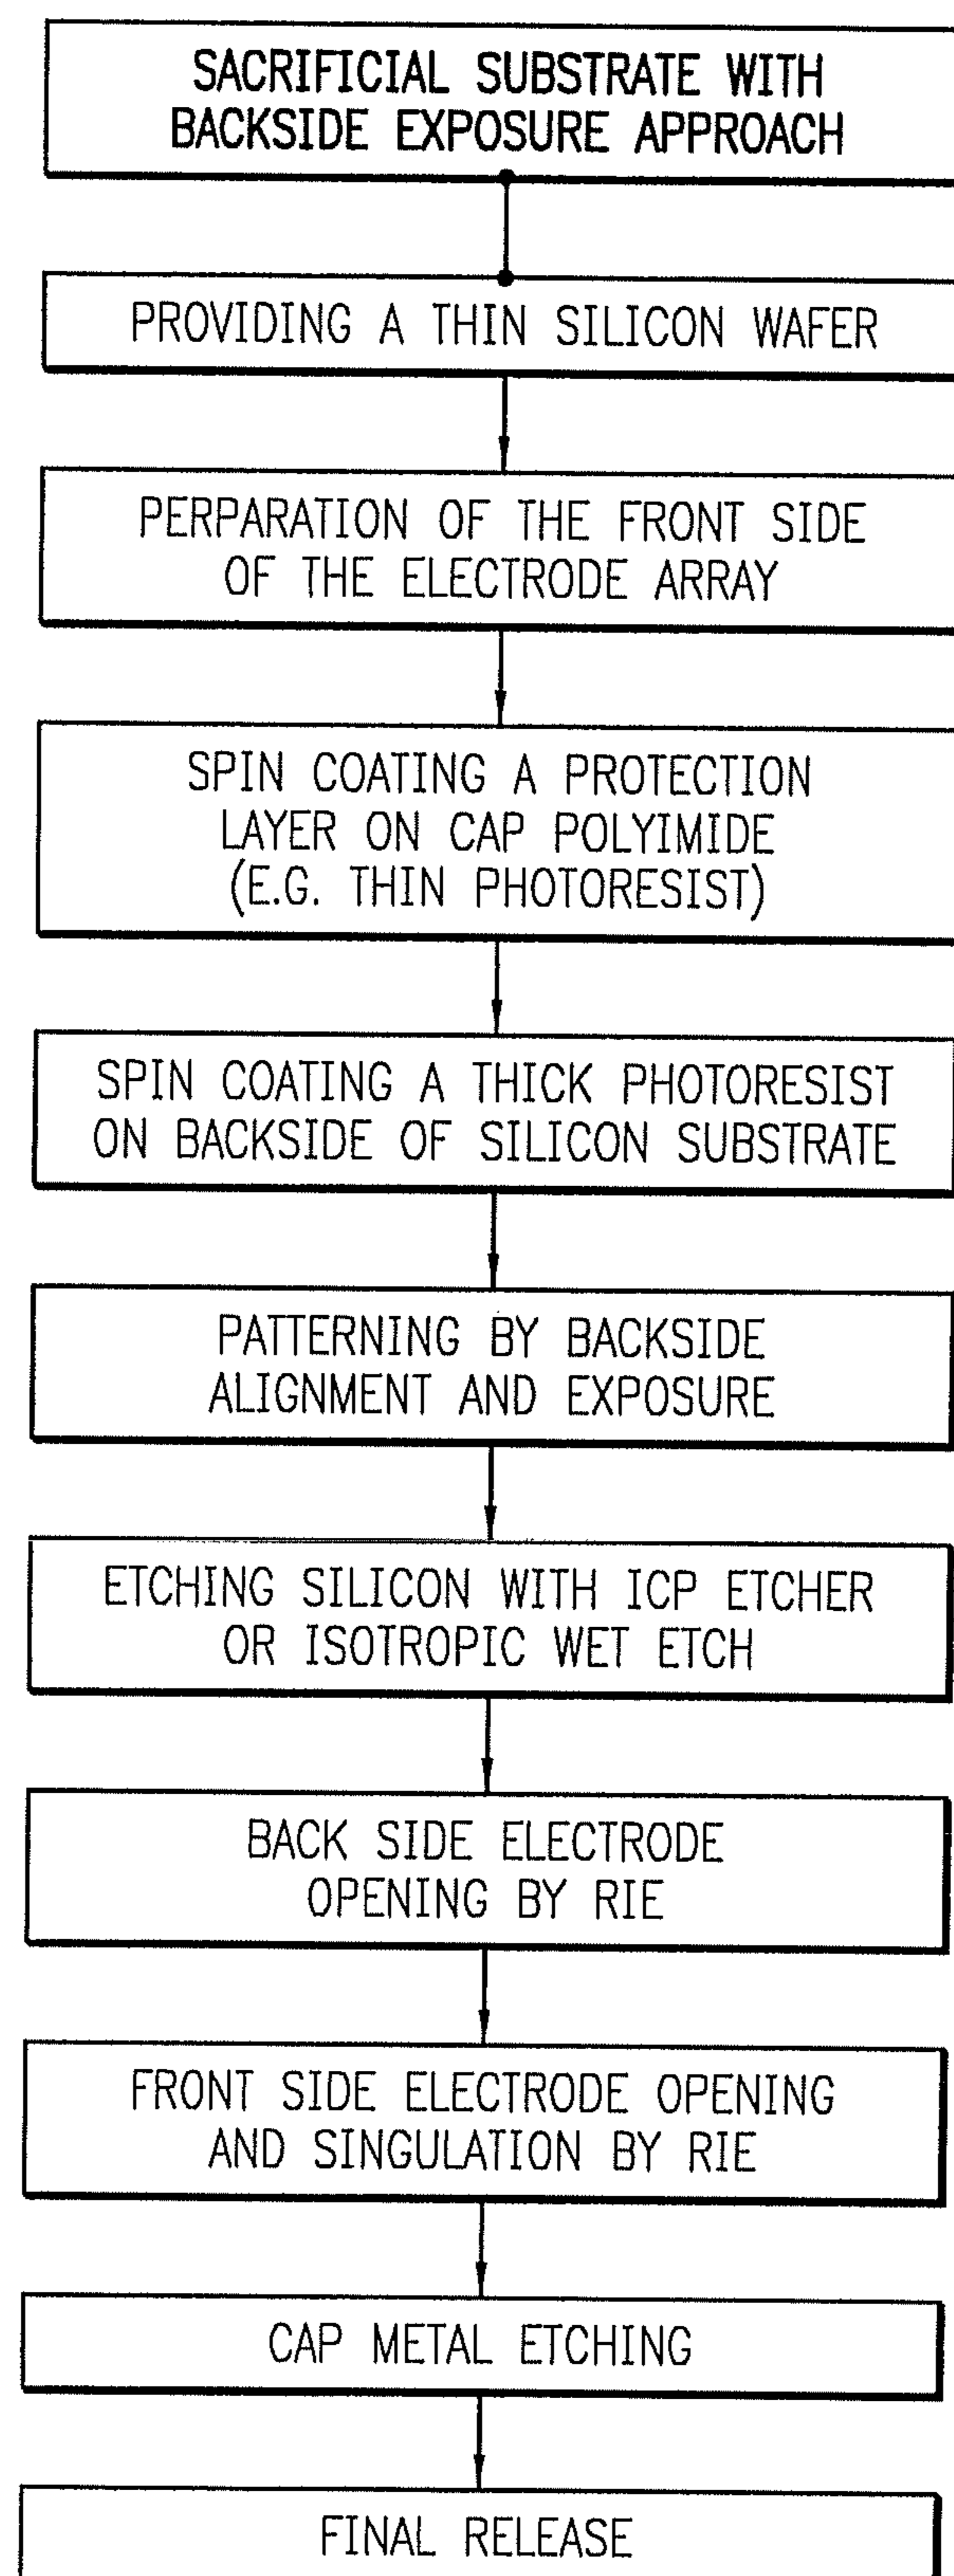 SACRIFICIAL SUBSTRATE WITH
BACKSIDE EXPOSURE APPROACH
PROVIDING A THIN SILICON WAFER
PERPARATION OF THE FRONT SIDE
OF THE ELECTRODE ARRAY
SPIN COATING A PROTECTION
LAYER ON CAP POLYIMIDE
(E.G. THIN PHOTORESIST)
SPIN COATING A THICK PHOTORESIST
ON BACKSIDE OF SILICON SUBSTRATE
PATTERNING BY BACKSIDE
ALIGNMENT AND EXPOSURE
ETCHING SILICON WITH ICP ETCHER
OR ISOTROPIC WET ETCH
BACK SIDE ELECTRODE
OPENING BY RIE
FRONT SIDE ELECTRODE OPENING
AND SINGULATION BY RIE
CAP METAL ETCHING
FINAL RELEASE